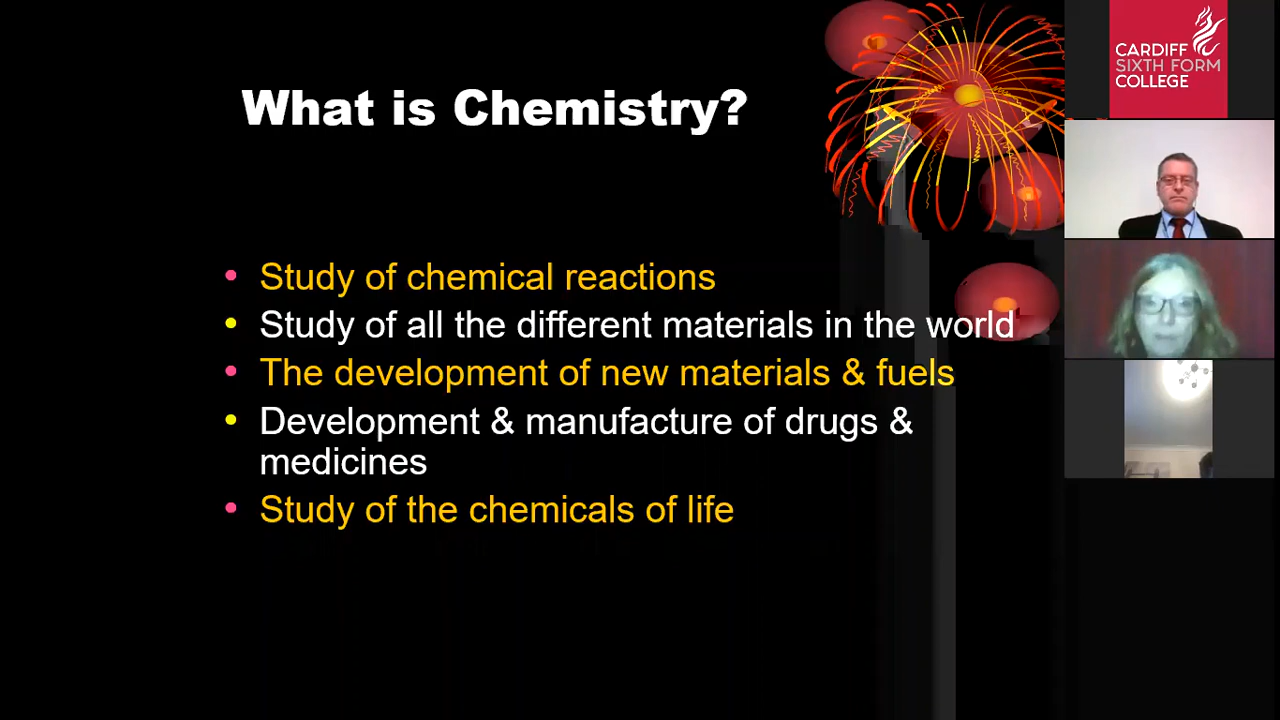 What is Chemistry?
Study of chemical reactions
Study of all the different materials in the world
The development of new materials & fuels
Development & manufacture of drugs &
medicines
Study of the chemicals of life
CARDIFF
SIXTH FORM
COLLEGE